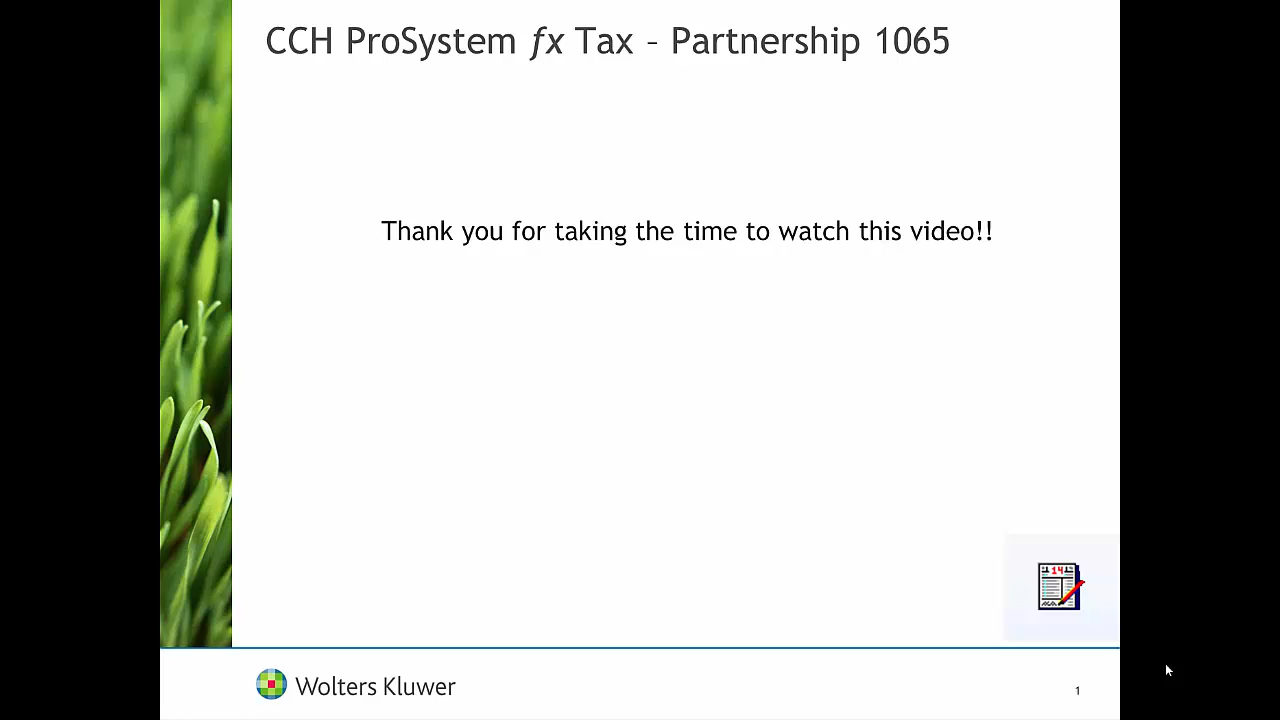 CCH ProSystem fx Tax – Partnership 1065
Thank you for taking the time to watch this video!!
14
Wolters Kluwer
1